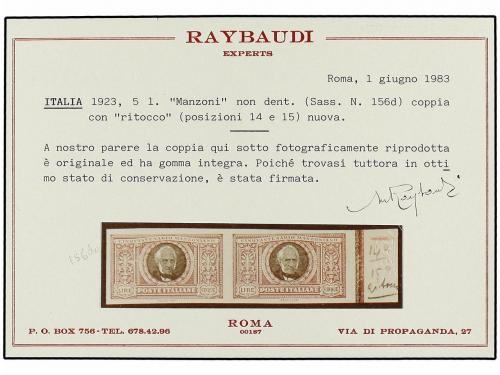 RAYBAUDI
EXPERTS
Roma, 1 giugno 1983
ITALIA 1923, 5 l. "Manzoni" non dent. (Sass. N. 156d) coppia
con "ritocco" (posizioni 14 e 15) nuova.
A nostro parere la coppia qui sotto fotograficamente riprodotta
è originale ed ha gomma integra. Poiché trovasi tuttora in otti
mo stato di conservazione, è stata firmata.
POSTE ITALIANE POSTE ITALIANE
ROMA
00187
P. O. BOX 756 - TEL. 678.42.96
VIA DI PROPAGANDA, 27